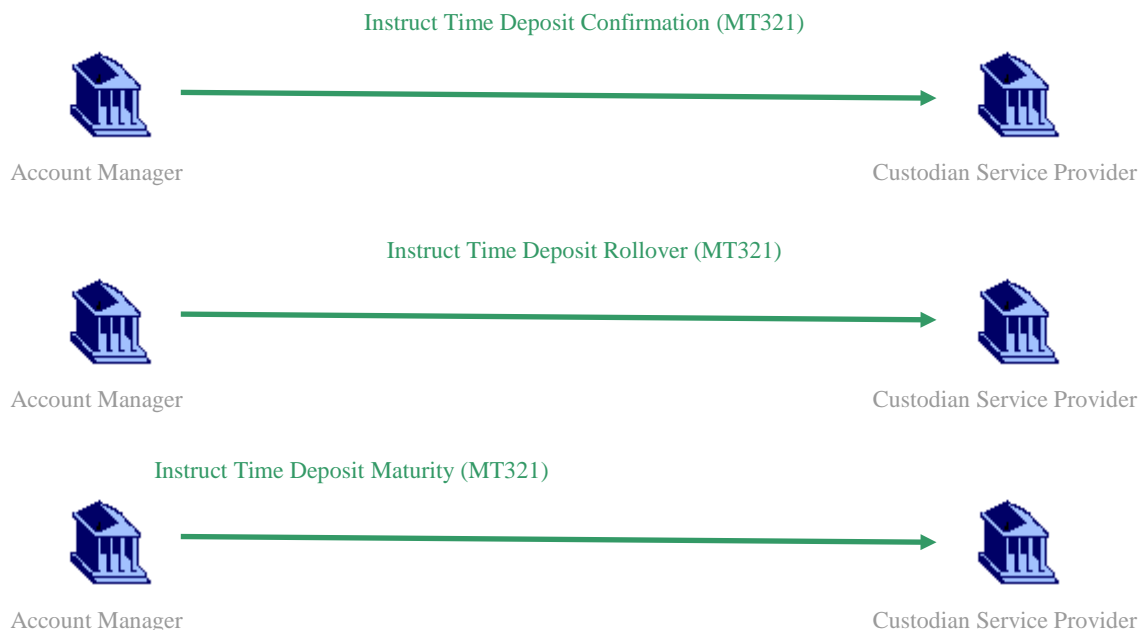 Instruct Time Deposit Confirmation (MT321)
Account Manager
Custodian Service Provider
Instruct Time Deposit Rollover (MT321)
Account Manager
Custodian Service Provider
Instruct Time Deposit Maturity (MT321)
Account Manager
Custodian Service Provider